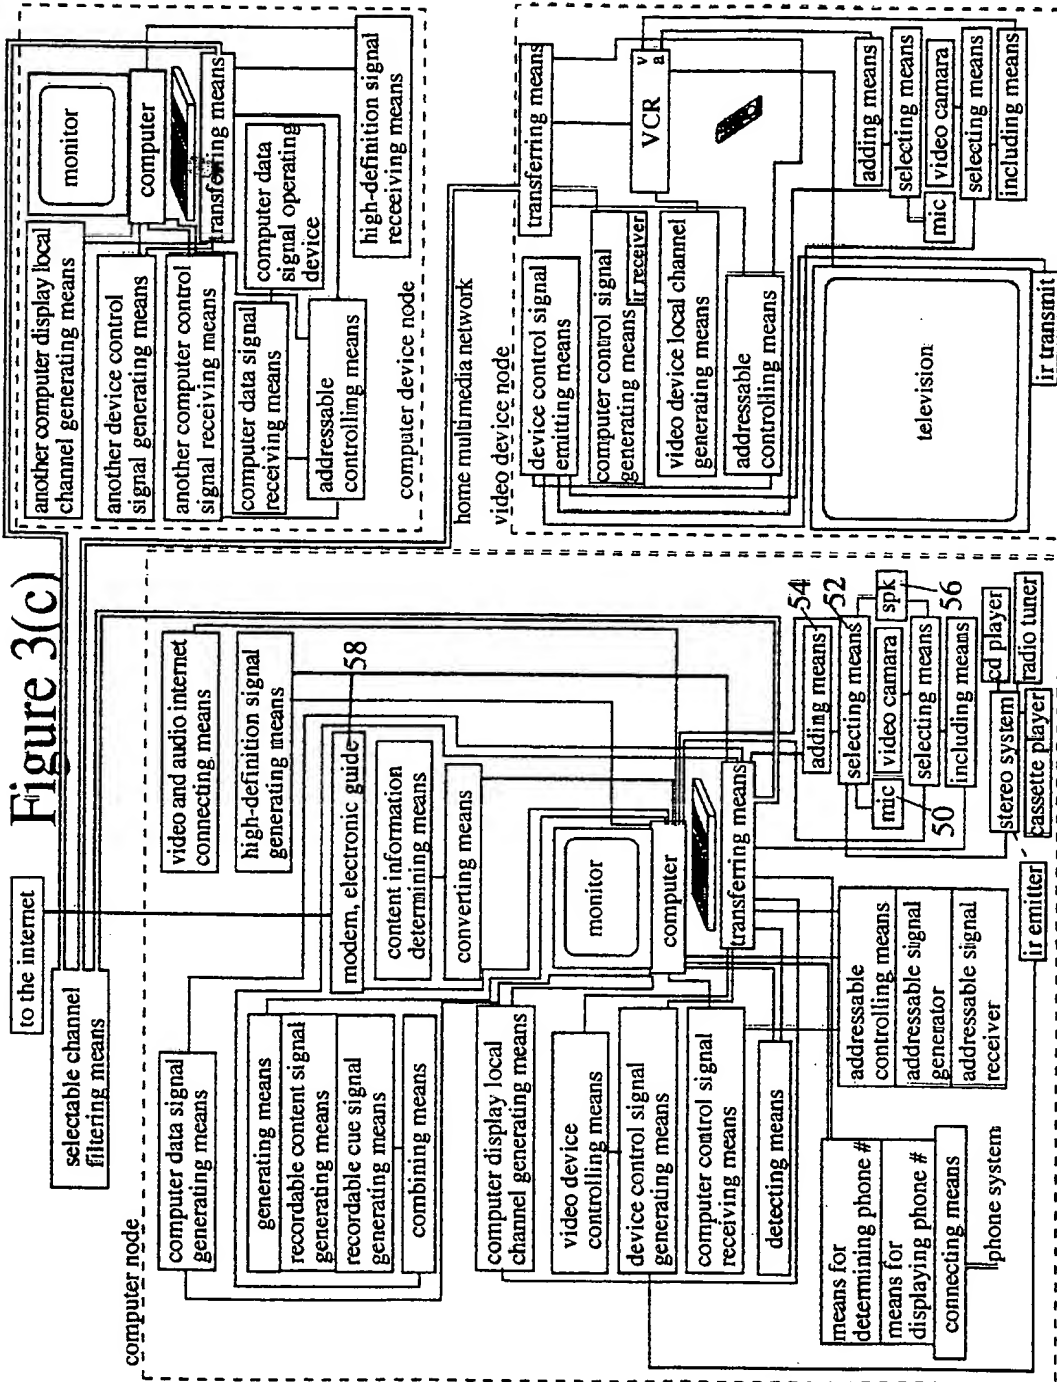 Figure 3(c)
to the internet
selectable channel
filtering means
computer node
computer data signal
generating means
generating means
recordable content signal
generating means
recordable cue signal
generating means
combining means
computer display local
channel generating means
video device
controlling means
device control signal
generating means
computer control signal
receiving means
detecting means
means for
determining phone #
means for
displaying phone #
connecting means
phone system
video and audio internet
connecting means
high-definition signal
generating means
modem, electronic guide
58
content information
determining means
converting means
monitor
computer
transferring means
addressable
controlling means
addressable signal
generator
addressable signal
receiver
adding means
54
selecting means
52
mic
50
video camara
spk
56
selecting means
including means
stereo system
cd player
radio tuner
cassette player
ir emitter
another computer display local
channel generating means
another device control
signal generating means
another computer control
signal receiving means
computer data signal
receiving means
computer data
signal operating
device
addressable
controlling means
monitor
computer
transferring means
high-definition signal
receeiving means
computer device node
home multimedia network
video device node
device control signal
emitting means
computer control signal
generating means
ir receiver
video device local channel
generating means
addressable
controlling means
transferring means
VCR
v
a
television
ir transmit
adding means
selecting means
mic
video camara
selecting means
including means